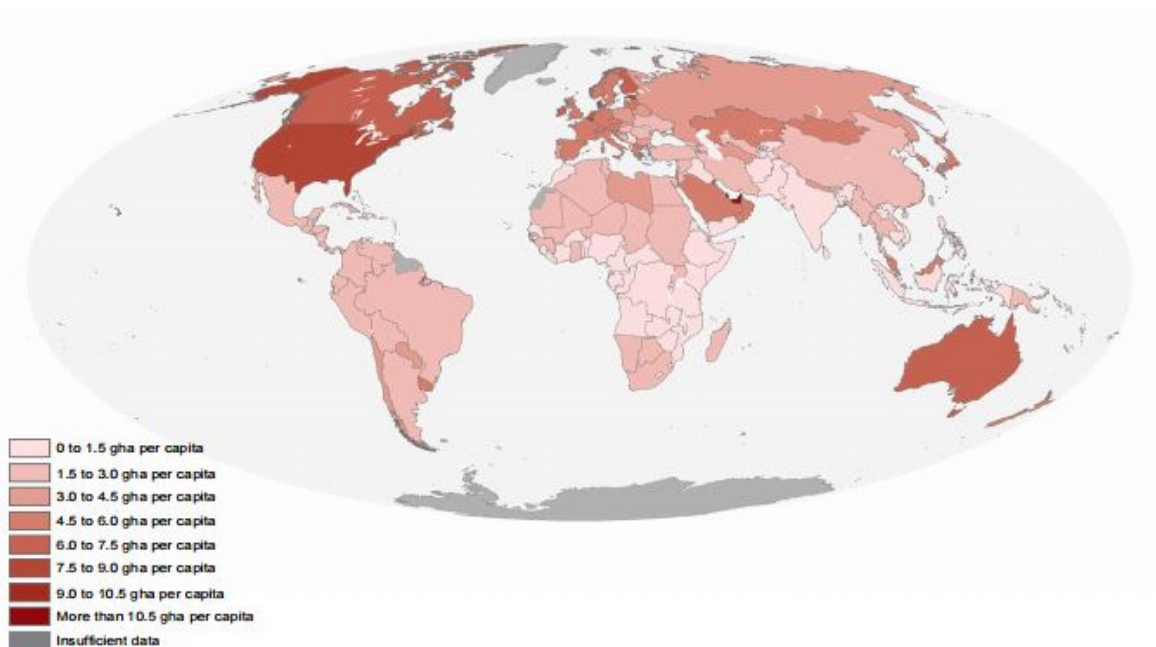 0 to 1.5 gha per capita
1.5 to 3.0 gha per capita
3.0 to 4.5 gha per capita
4.5 to 6.0 gha per capita
6.0 to 7.5 gha per capita
7.5 to 9.0 gha per capita
9.0 to 10.5 gha per capita
More than 10.5 gha per capita
Insufficient data